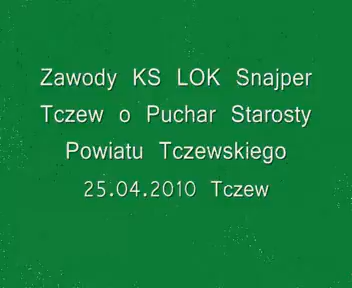 Zawody KS LOK Snajper
Tczew o Puchar Starosty
Powiatu Tczewskiego
25.04.2010 Tczew